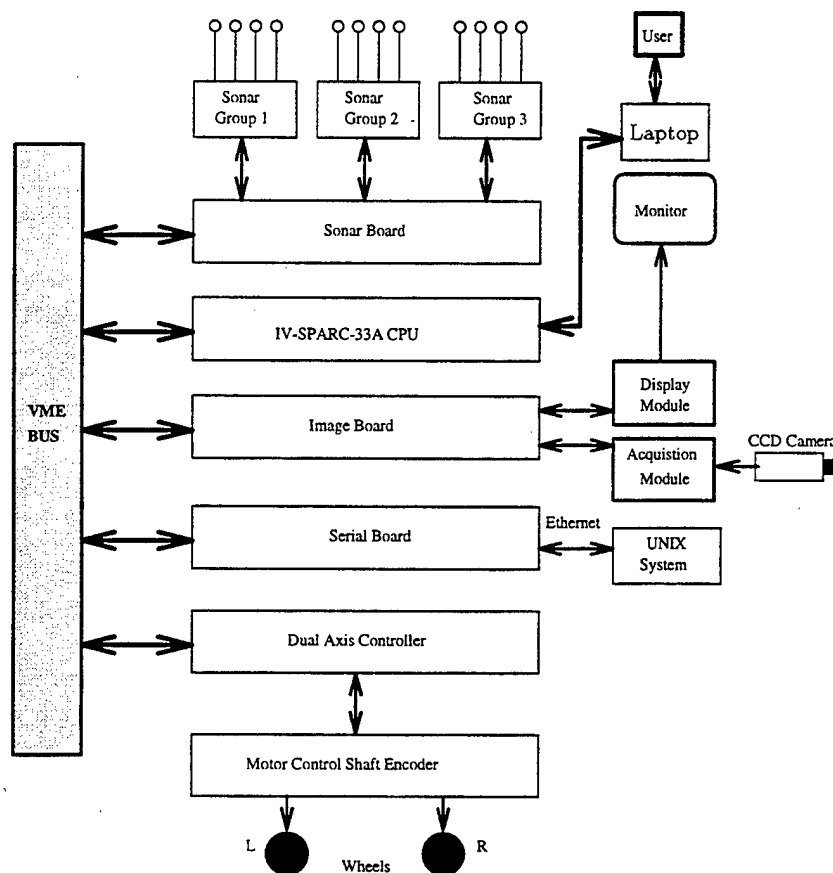 User
Sonar
Group 1
Sonar
Group 2
Sonar
Group 3
Laptop
Monitor
Sonar Board
IV-SPARC-33A CPU
VME
BUS
Image Board
Display
Module
Acquistion
Module
CCD Camera
Serial Board
Ethernet
UNIX
System
Dual Axis Controller
Motor Control Shaft Encoder
L
R
Wheels